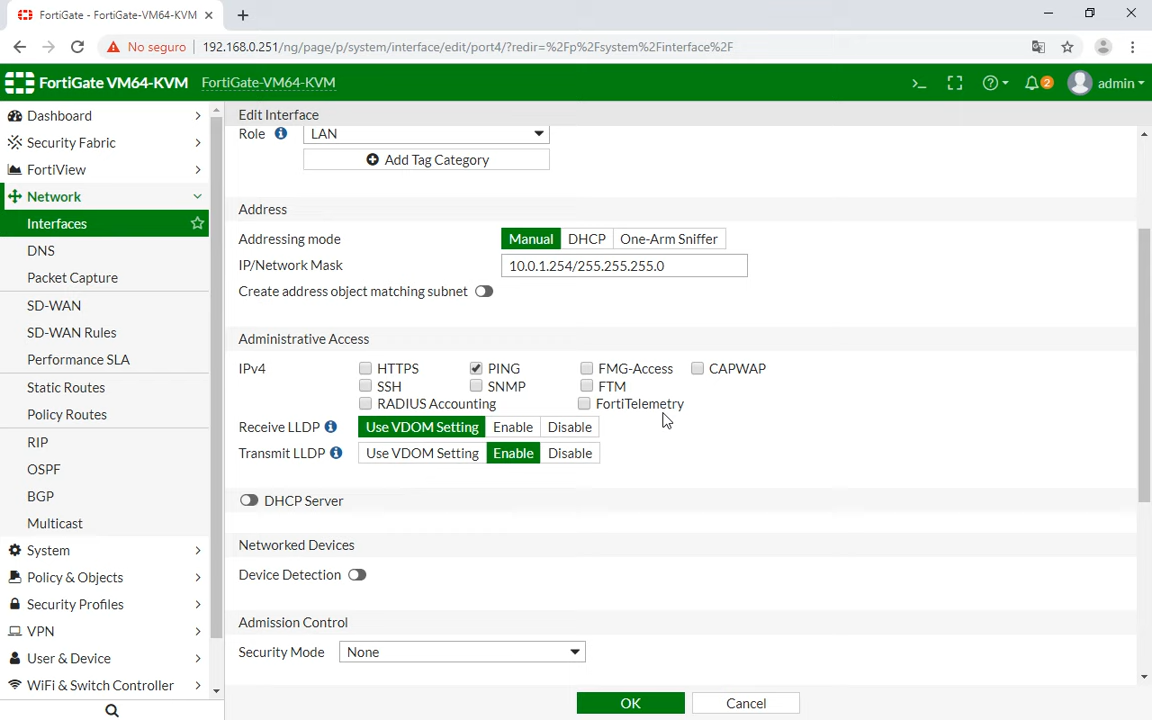 FortiGate - FortiGate-VM64-KVM
No seguro 192.168.0.251/ng/page/p/system/interface/edit/port4/?redir=%2Fp%2Fsystem%2Finterface%2F
FortiGate VM64-KVM FortiGate-VM64-KVM >_ 2 admin
Dashboard
Security Fabric
FortiView
Network
Interfaces
DNS
Packet Capture
SD-WAN
SD-WAN Rules
Performance SLA
Static Routes
Policy Routes
RIP
OSPF
BGP
Multicast
System
Policy & Objects
Security Profiles
VPN
User & Device
WiFi & Switch Controller
Edit Interface
Role LAN
Add Tag Category
Address
Addressing mode Manual DHCP One-Arm Sniffer
IP/Network Mask 10.0.1.254/255.255.255.0
Create address object matching subnet
Administrative Access
IPv4 HTTPS PING FMG-Access CAPWAP
SSH SNMP FTM
RADIUS Accounting FortiTelemetry
Receive LLDP Use VDOM Setting Enable Disable
Transmit LLDP Use VDOM Setting Enable Disable
DHCP Server
Networked Devices
Device Detection
Admission Control
Security Mode None
OK Cancel